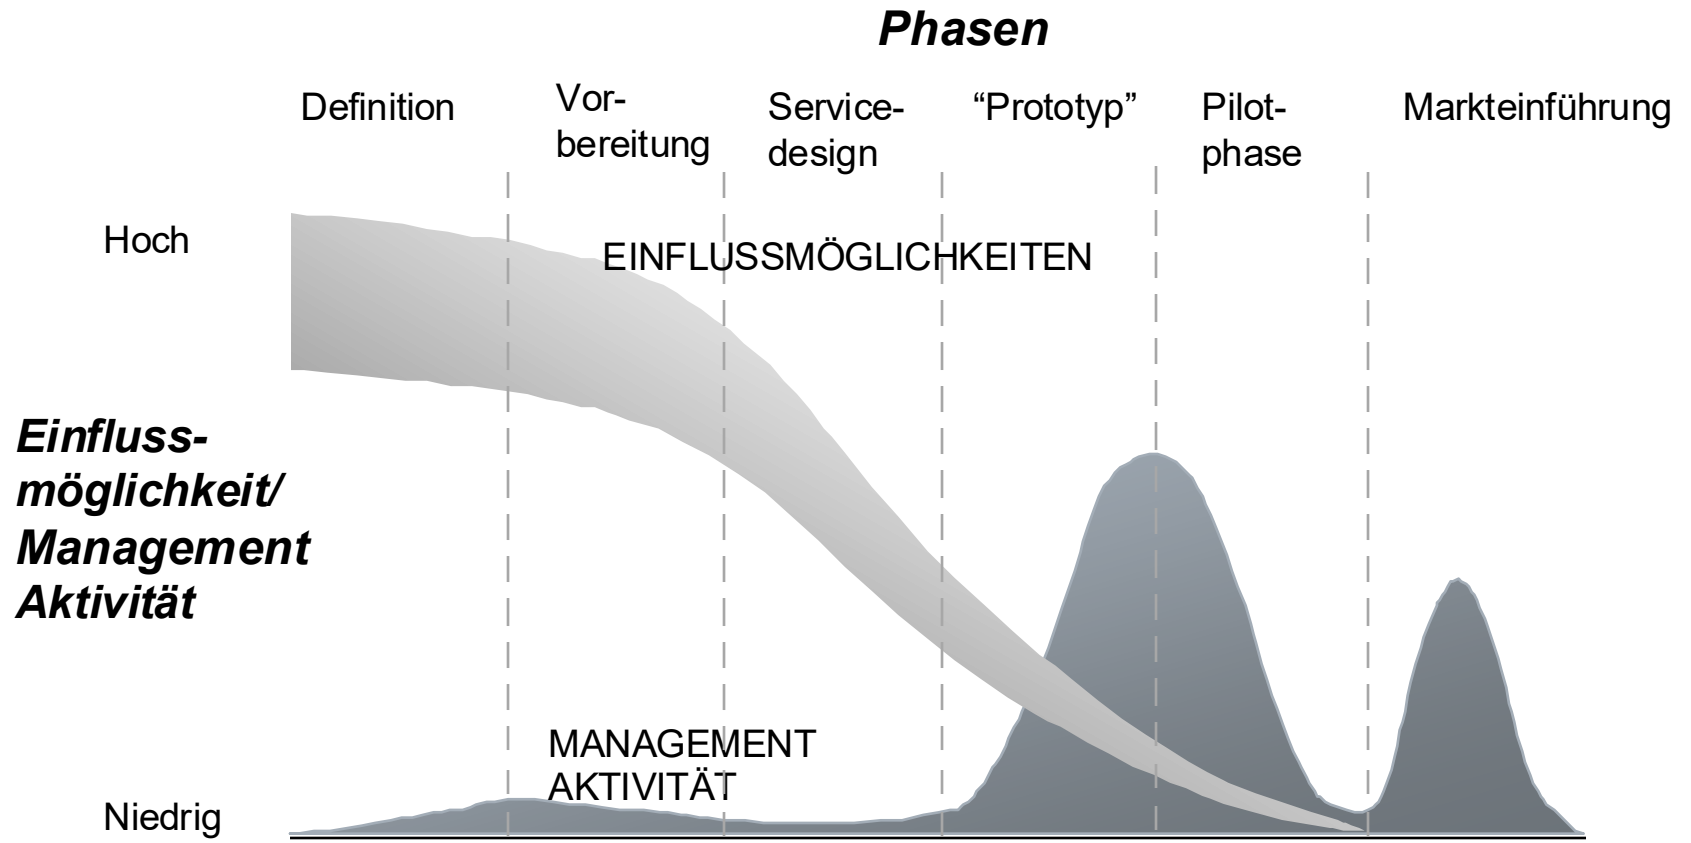 Phasen
Definition
Vor-
bereitung
Service-
design
“Prototyp”
Pilot-
phase
Markteinführung
Hoch
EINFLUSSMÖGLICHKEITEN
Einfluss-
möglichkeit/
Management
Aktivität
MANAGEMENT
AKTIVITÄT
Niedrig